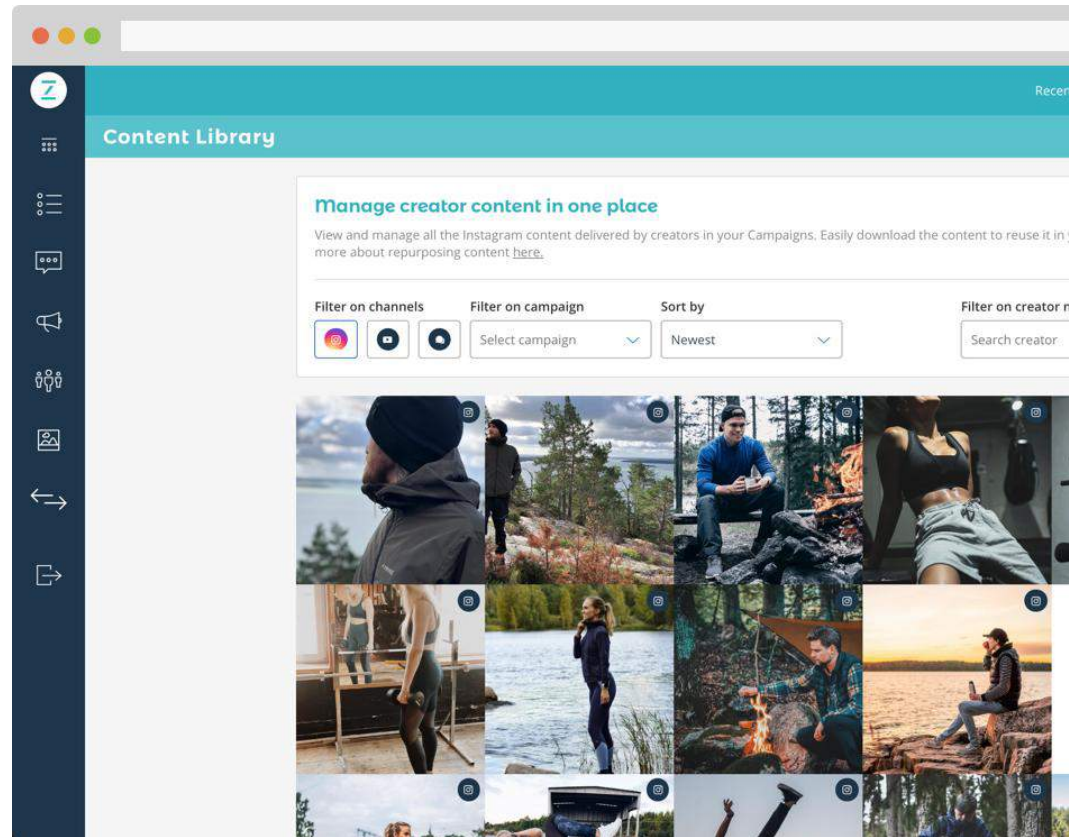 Content Library
Manage creator content in one place
View and manage all the Instagram content delivered by creators in your Campaigns. Easily download the content to reuse it in
more about repurposing content here.
Filter on channels
Filter on campaign
Sort by
Filter on creator
Select campaign
Newest
Search creator